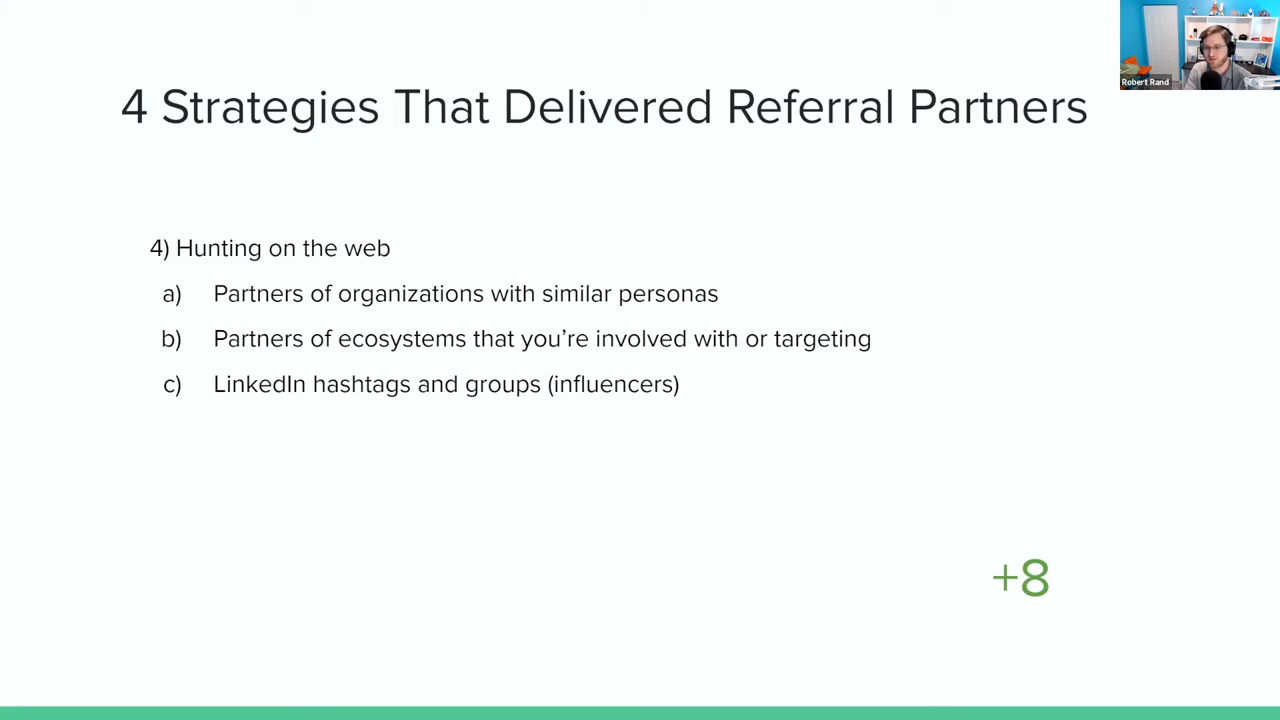 Robert Rand
4 Strategies That Delivered Referral Partners
4) Hunting on the web
a) Partners of organizations with similar personas
b) Partners of ecosystems that you’re involved with or targeting
c) LinkedIn hashtags and groups (influencers)
+8